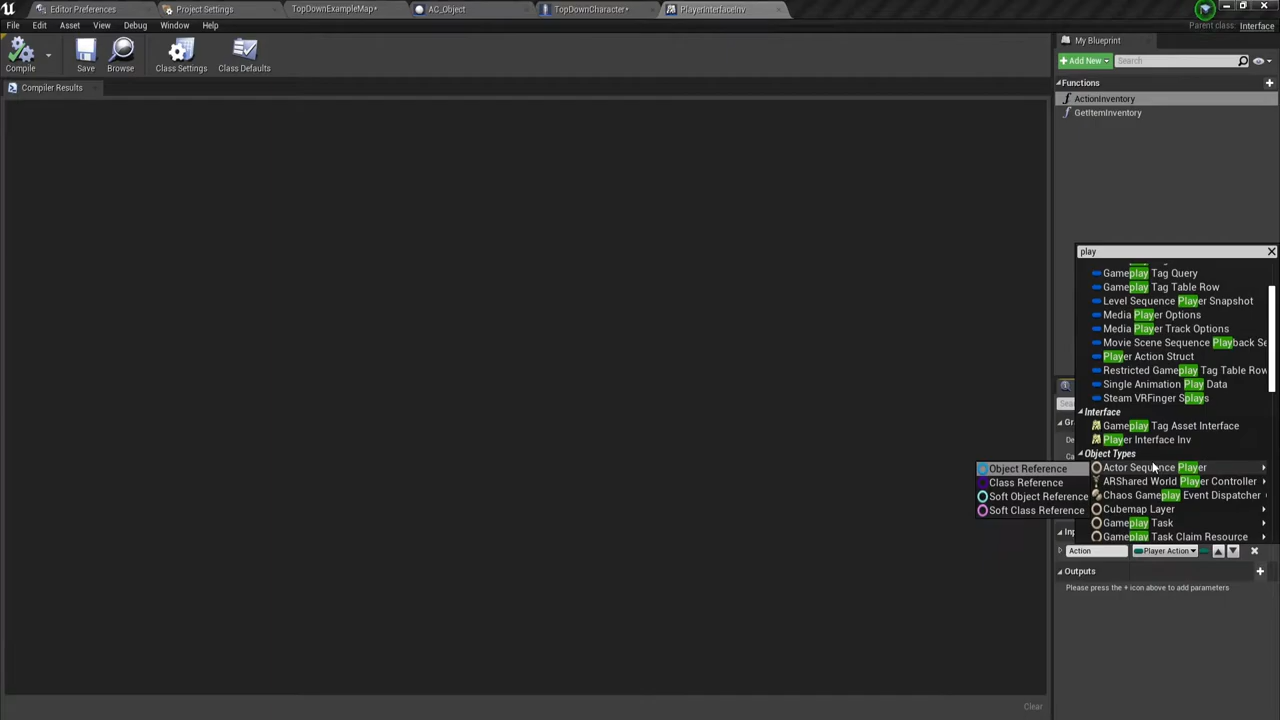 Editor Preferences
Project Settings
TopDownExampleMap*
AC_Object
TopDownCharacter*
PlayerInterfaceInv
File Edit Asset View Debug Window Help
Parent class: Interface
Compile
Save
Browse
Class Settings
Class Defaults
My Blueprint
+ Add New
Search
Compiler Results
Functions
ActionInventory
GetItemInventory
play
Gameplay Tag Query
Gameplay Tag Table Row
Level Sequence Player Snapshot
Media Player Options
Media Player Track Options
Movie Scene Sequence Playback Se
Player Action Struct
Restricted Gameplay Tag Table Row
Single Animation Play Data
Steam VRFinger Splays
Interface
Gameplay Tag Asset Interface
Player Interface Inv
Object Types
Actor Sequence Player
ARShared World Player Controller
Chaos Gameplay Event Dispatcher
Cubemap Layer
Gameplay Task
Gameplay Task Claim Resource
Object Reference
Class Reference
Soft Object Reference
Soft Class Reference
Sea
Gra
De
Ca
Inp
Action
Player Action
Outputs
Please press the + icon above to add parameters
Clear